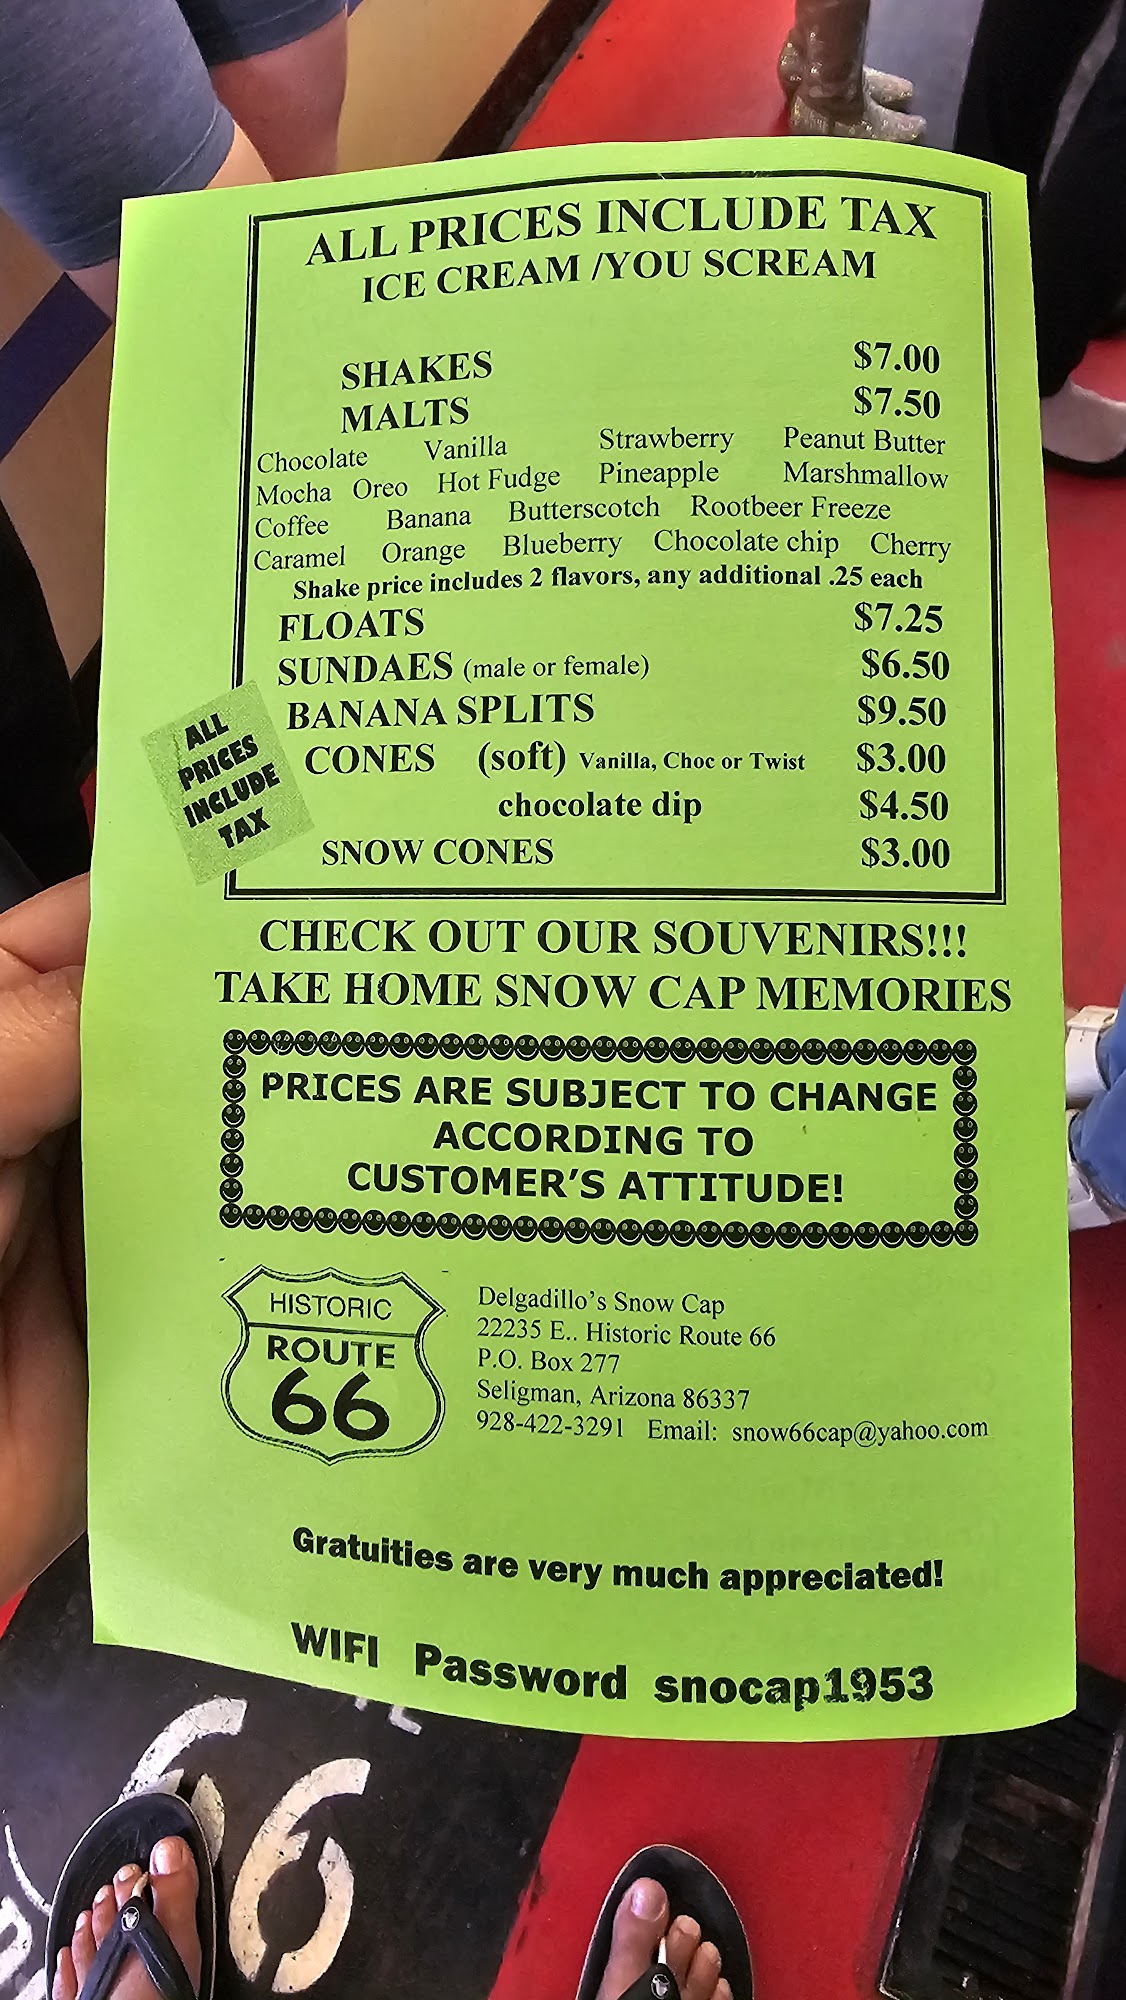 ALL PRICES INCLUDE TAX
ICE CREAM /YOU SCREAM
SHAKES $7.00
MALTS $7.50
Chocolate Vanilla Strawberry Peanut Butter
Mocha Oreo Hot Fudge Pineapple Marshmallow
Coffee Banana Butterscotch Rootbeer Freeze
Caramel Orange Blueberry Chocolate chip Cherry
Shake price includes 2 flavors, any additional .25 each
FLOATS $7.25
SUNDAES (male or female) $6.50
BANANA SPLITS $9.50
CONES (soft) Vanilla, Choc or Twist $3.00
chocolate dip $4.50
SNOW CONES $3.00
ALL
PRICES
INCLUDE
TAX
CHECK OUT OUR SOUVENIRS!!!
TAKE HOME SNOW CAP MEMORIES
PRICES ARE SUBJECT TO CHANGE
ACCORDING TO
CUSTOMER'S ATTITUDE!
HISTORIC
ROUTE
66
Delgadillo's Snow Cap
22235 E.. Historic Route 66
P.O. Box 277
Seligman, Arizona 86337
928-422-3291 Email: snow66cap@yahoo.com
Gratuities are very much appreciated!
WIFI Password snocap1953
66